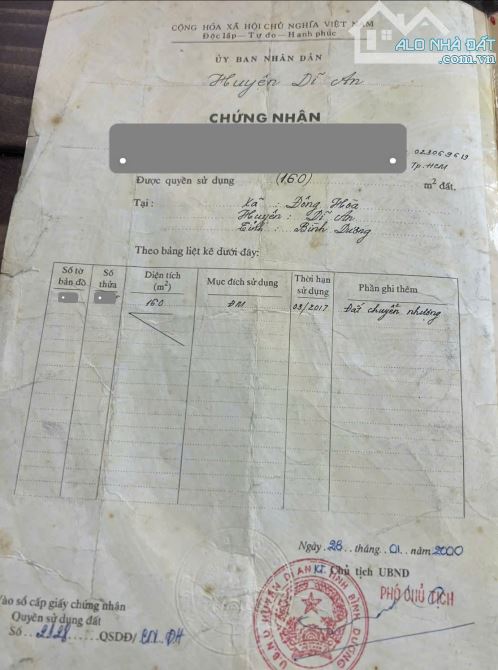 CỘNG HÒA XÃ HỘI CHỦ NGHĨA VIỆT NAM
Độc lập - Tự do - Hạnh phúc
ALO NHÀ ĐẤT
.com.vn
ỦY BAN NHÂN DÂN
Huyện Dĩ An
CHỨNG NHẬN
023069619
Tp.HCM
Được quyền sử dụng (160) m² đất.
Tại : Xã : Đông Hòa
Huyện : Dĩ An
Tỉnh : Bình Dương
Theo bảng liệt kê dưới đây:
Số tờ bản đồ
Số thửa
Diện tích (m²)
Mục đích sử dụng
Thời hạn sử dụng
Phần ghi thêm
160 ĐM 03/2017 Đất chuyển nhượng
Ngày 28 tháng 01 năm 2000
KT. Chủ tịch UBND
PHÓ CHỦ TỊCH
Vào sổ cấp giấy chứng nhận
Quyền sử dụng đất
Số QSDĐ/